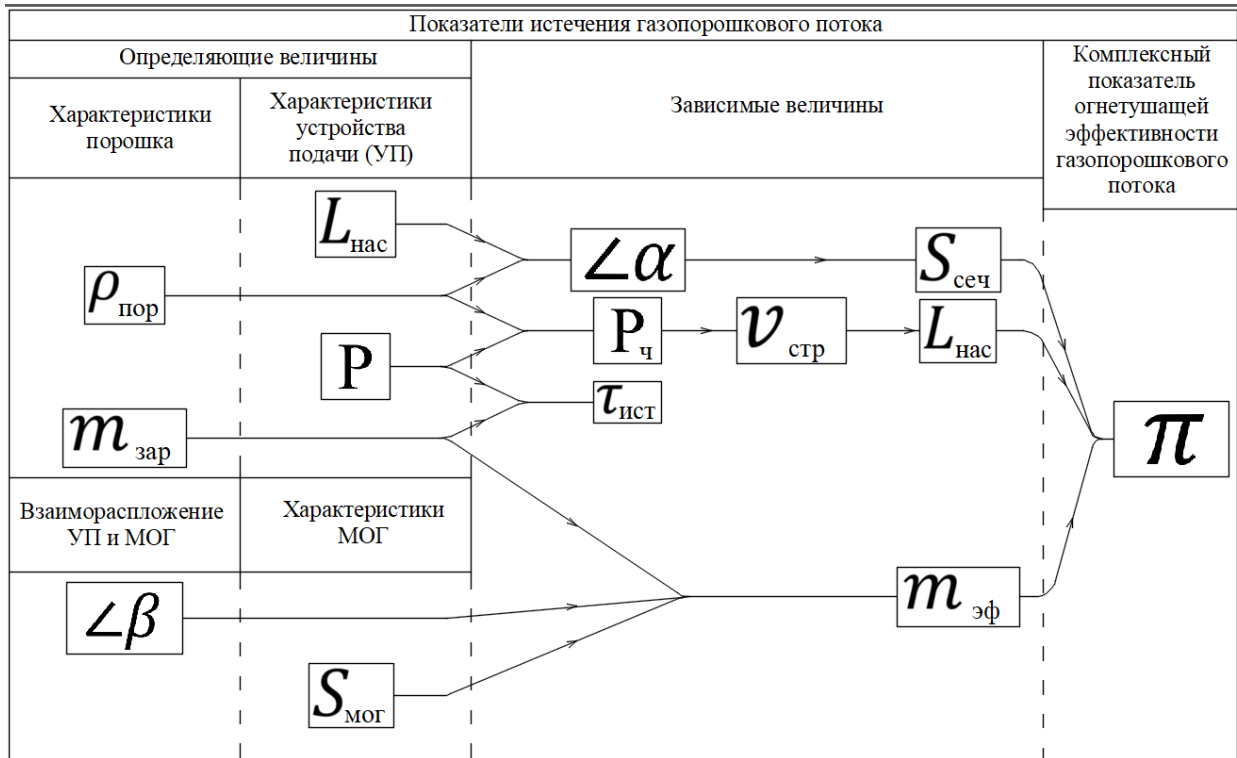 Показатели истечения газопорошкового потока
Определяющие величины
Характеристики
порошка
Характеристики
устройства
подачи (УП)
Зависимые величины
Комплексный
показатель
огнетушащей
эффективности
газопорошкового
потока
Lнас
∠α
Sсеч
ρпор
Pч
vстр
Lнас
P
τист
mзар
π
Взаиморасположение
УП и МОГ
Характеристики
МОГ
∠β
mэф
Sмог